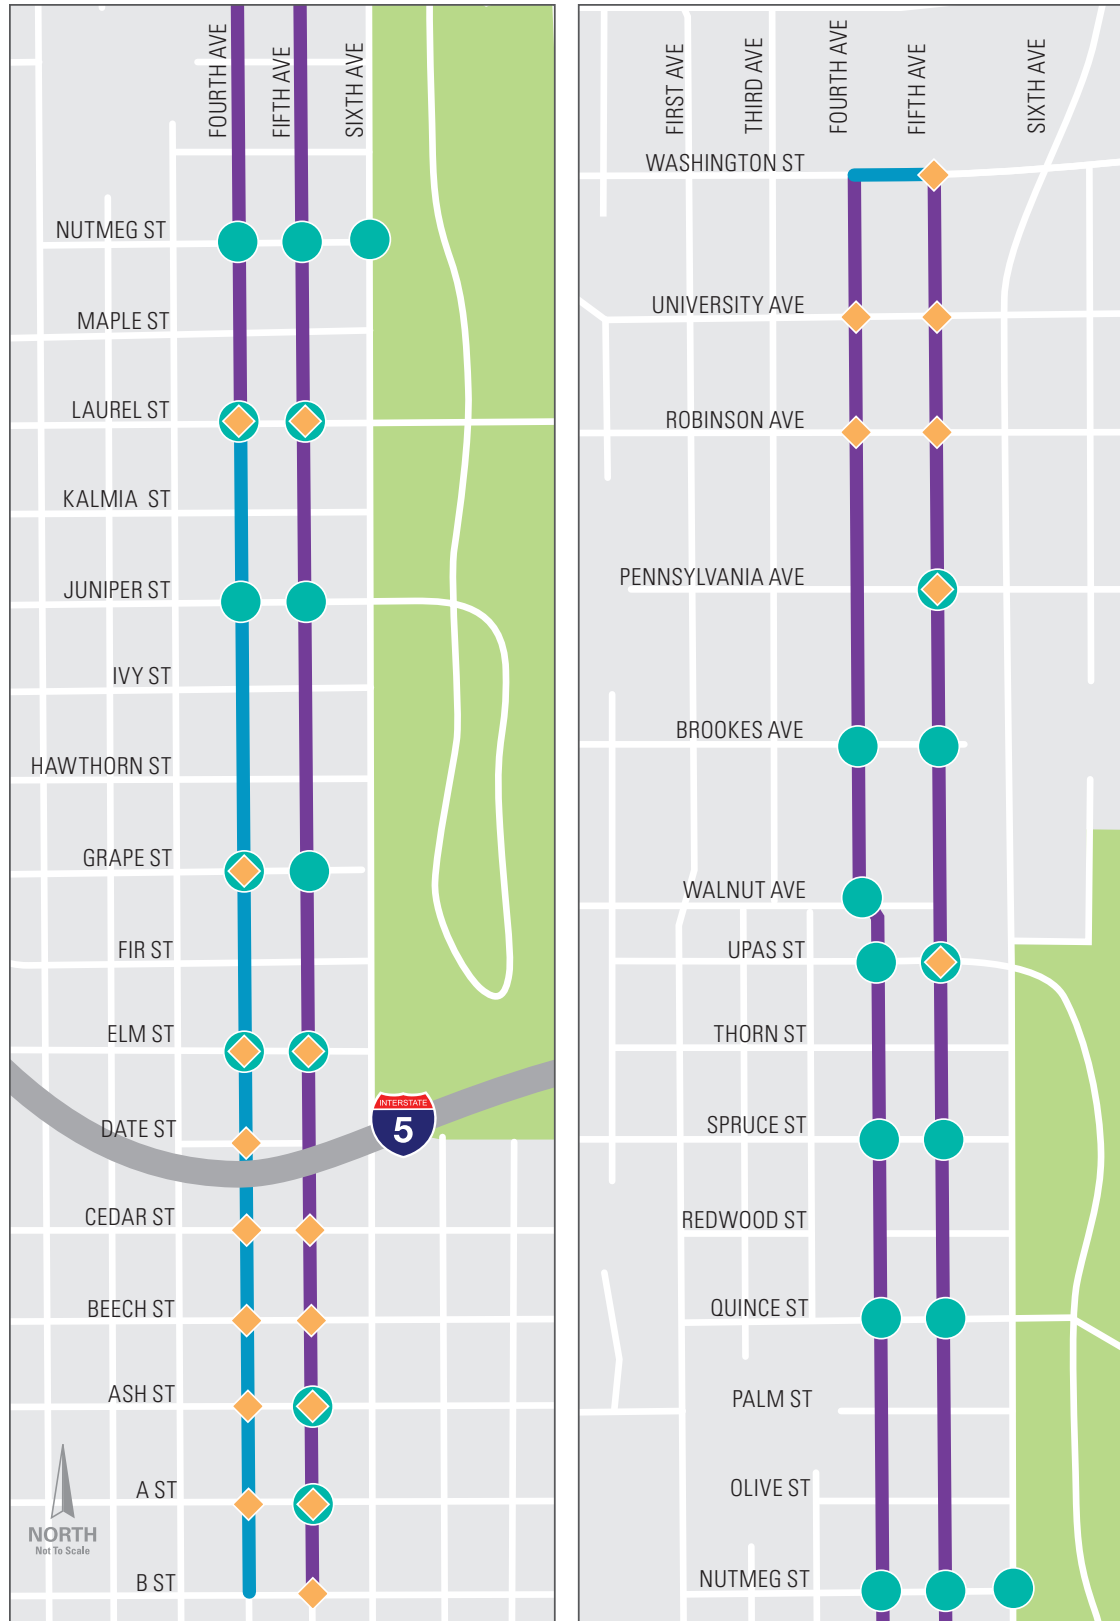 FOURTH AVE
FIFTH AVE
SIXTH AVE
NUTMEG ST
MAPLE ST
LAUREL ST
KALMIA ST
JUNIPER ST
IVY ST
HAWTHORN ST
GRAPE ST
FIR ST
ELM ST
INTERSTATE
5
DATE ST
CEDAR ST
BEECH ST
ASH ST
A ST
NORTH
Not To Scale
B ST
FIRST AVE
THIRD AVE
FOURTH AVE
FIFTH AVE
SIXTH AVE
WASHINGTON ST
UNIVERSITY AVE
ROBINSON AVE
PENNSYLVANIA AVE
BROOKES AVE
WALNUT AVE
UPAS ST
THORN ST
SPRUCE ST
REDWOOD ST
QUINCE ST
PALM ST
OLIVE ST
NUTMEG ST